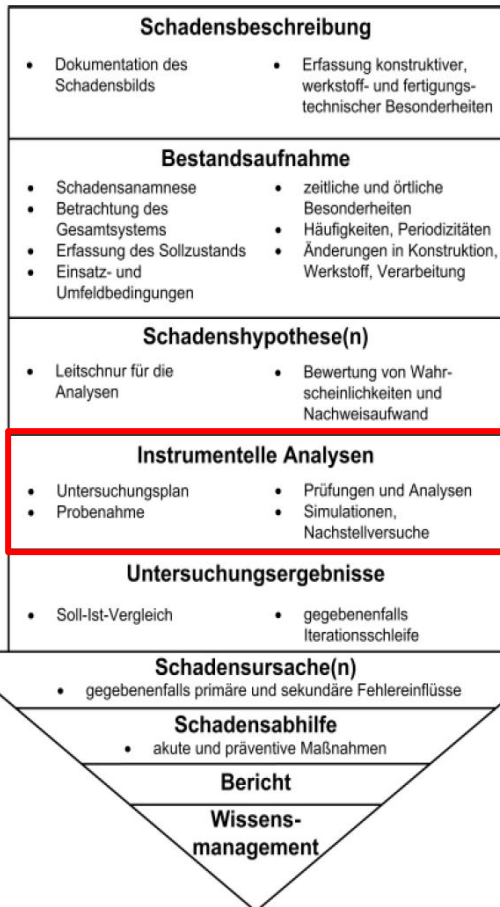 Schadensbeschreibung
• Dokumentation des
Schadensbilds
• Erfassung konstruktiver,
werkstoff- und fertigungs-
technischer Besonderheiten
Bestandsaufnahme
• Schadensanamnese
• Betrachtung des
Gesamtsystems
• Erfassung des Sollzustands
• Einsatz- und
Umfeldbedingungen
• zeitliche und örtliche
Besonderheiten
• Häufigkeiten, Periodizitäten
• Änderungen in Konstruktion,
Werkstoff, Verarbeitung
Schadenshypothese(n)
• Leitschnur für die
Analysen
• Bewertung von Wahr-
scheinlichkeiten und
Nachweisaufwand
Instrumentelle Analysen
• Untersuchungsplan
• Probenahme
• Prüfungen und Analysen
• Simulationen,
Nachstellversuche
Untersuchungsergebnisse
• Soll-Ist-Vergleich
• gegebenenfalls
Iterationsschleife
Schadensursache(n)
• gegebenenfalls primäre und sekundäre Fehlereinflüsse
Schadensabhilfe
• akute und präventive Maßnahmen
Bericht
Wissens-
management